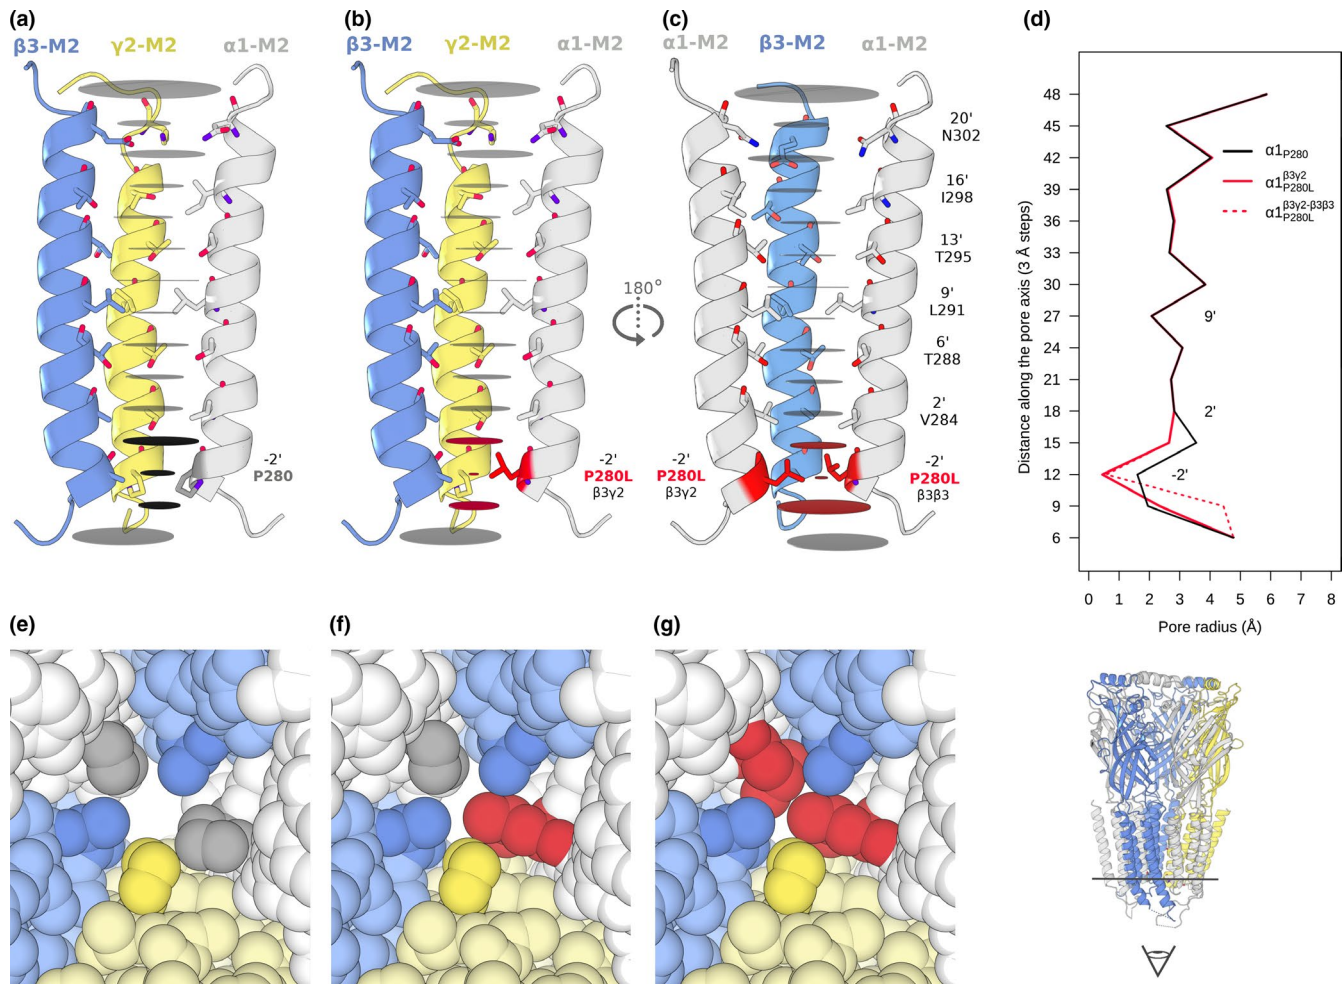 (a)
β3-M2 γ2-M2 α1-M2
-2'
P280
(b)
β3-M2 γ2-M2 α1-M2
-2'
P280L
β3γ2
180°
(c)
α1-M2 β3-M2 α1-M2
20'
N302
16'
I298
13'
T295
9'
L291
6'
T288
2'
V284
-2'
P280L
β3γ2
-2'
P280L
β3β3
(d)
Distance along the pore axis (3 Å steps)
48
45
42
39
36
33
30
27
24
21
18
15
12
9
6
α1P280
α1β3γ2P280L
α1β3γ2-β3β3P280L
9'
2'
-2'
0 1 2 3 4 5 6 7 8
Pore radius (Å)
(e)
(f)
(g)